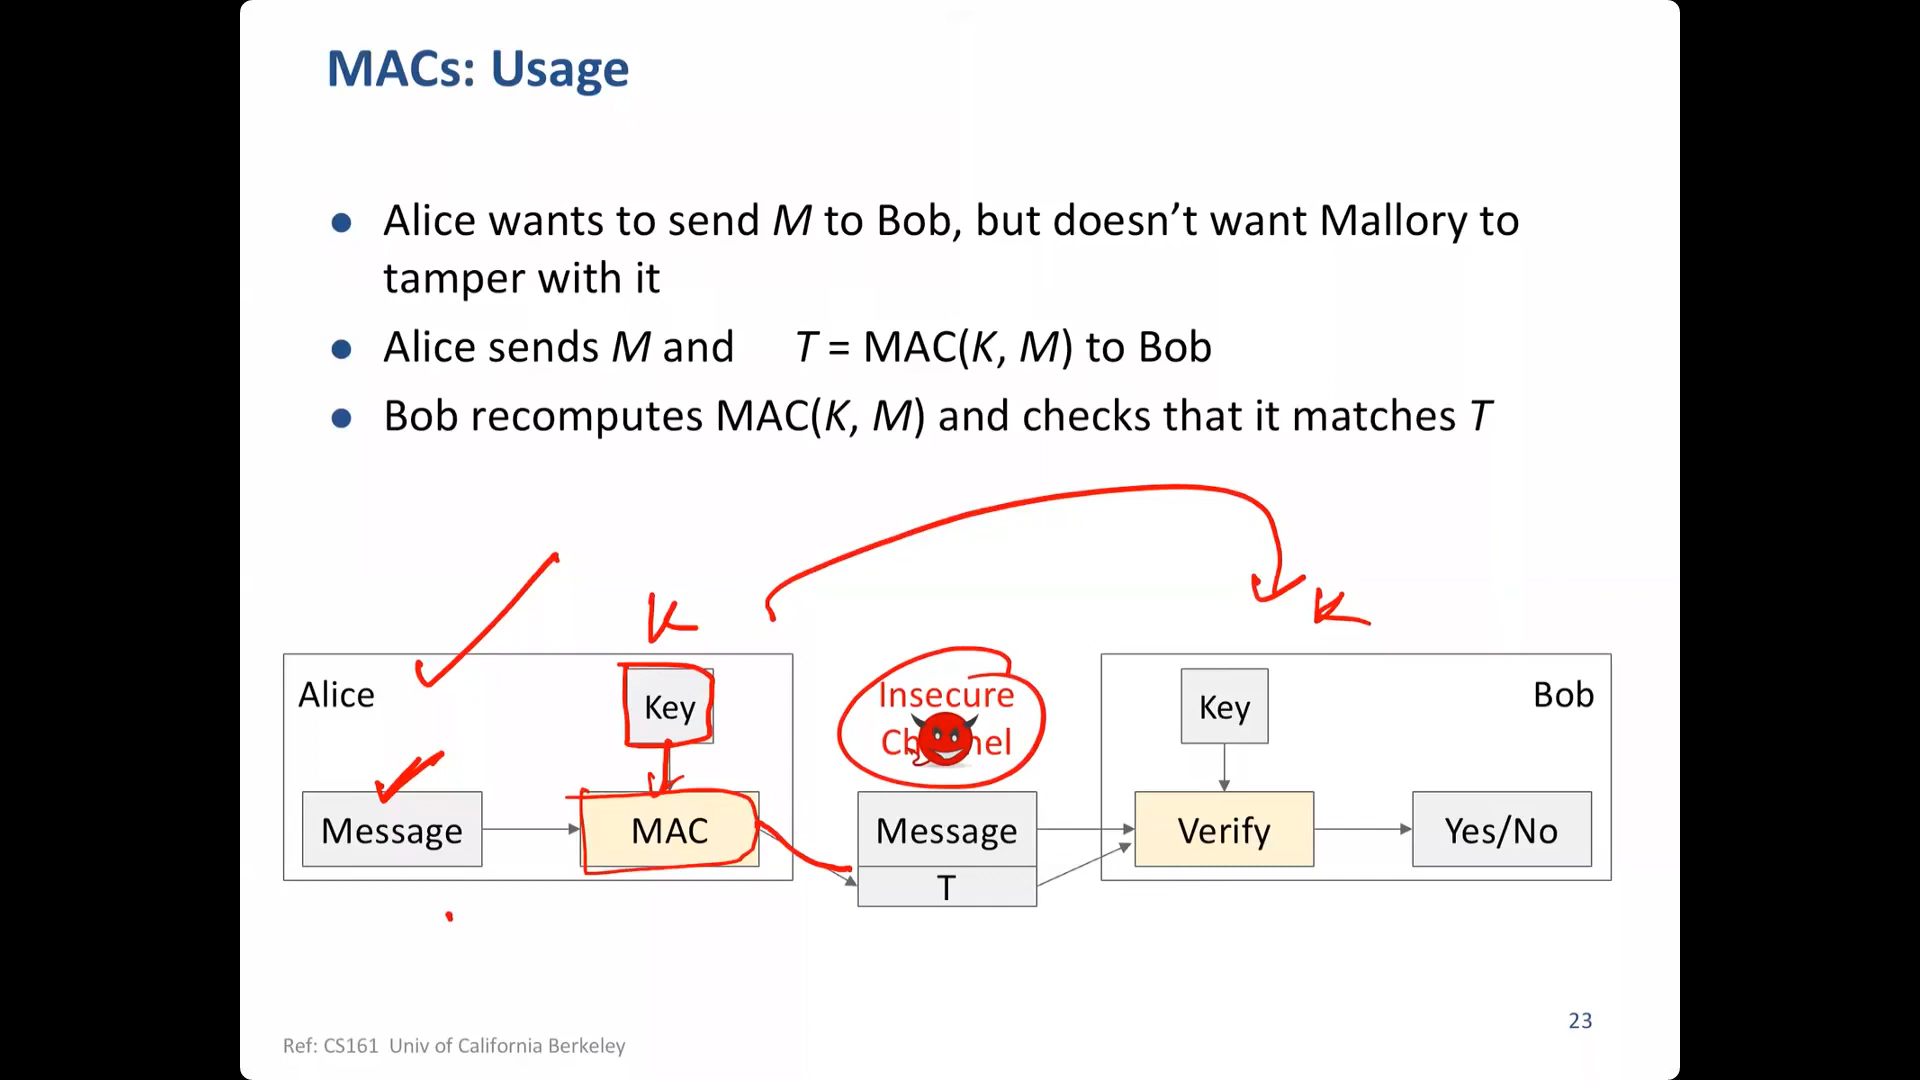 MACs: Usage
● Alice wants to send M to Bob, but doesn’t want Mallory to
tamper with it
● Alice sends M and T = MAC(K, M) to Bob
● Bob recomputes MAC(K, M) and checks that it matches T
K
K
Alice
Key
Insecure
Channel
Key
Bob
Message
MAC
Message
T
Verify
Yes/No
23
Ref: CS161 Univ of California Berkeley